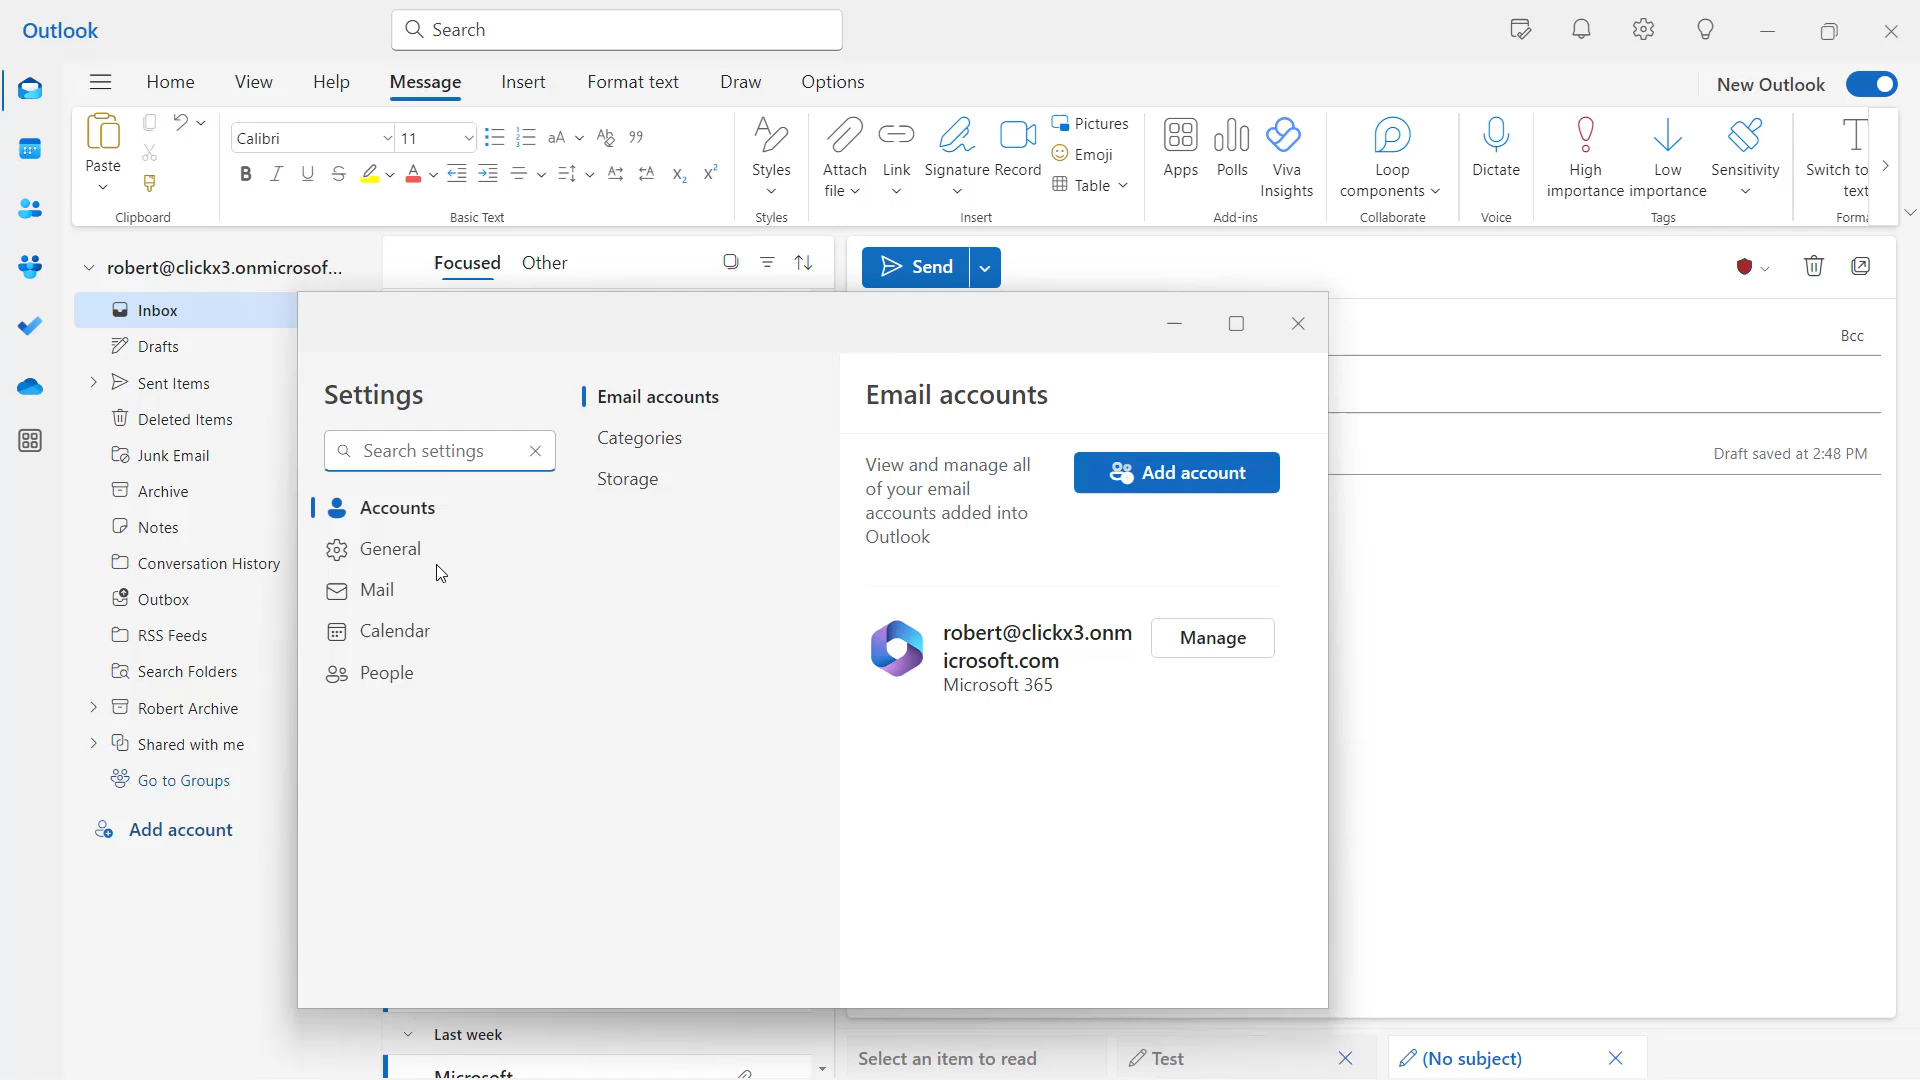 Outlook
Search
Home
View
Help
Message
Insert
Format text
Draw
Options
New Outlook
Paste
Clipboard
Calibri
11
Basic Text
Styles
Styles
Attach
file
Link
Signature
Record
Pictures
Emoji
Table
Insert
Apps
Polls
Viva
Insights
Add-ins
Loop
components
Collaborate
Dictate
Voice
High
importance
Low
importance
Sensitivity
Tags
Switch to
text
robert@clickx3.onmicrosof...
Inbox
Drafts
Sent Items
Deleted Items
Junk Email
Archive
Notes
Conversation History
Outbox
RSS Feeds
Search Folders
Robert Archive
Shared with me
Go to Groups
Add account
Focused
Other
Send
Bcc
Draft saved at 2:48 PM
Settings
Search settings
Accounts
General
Mail
Calendar
People
Email accounts
Categories
Storage
Email accounts
View and manage all
of your email
accounts added into
Outlook
Add account
robert@clickx3.onm
icrosoft.com
Microsoft 365
Manage
Last week
Microsoft
Select an item to read
Test
(No subject)